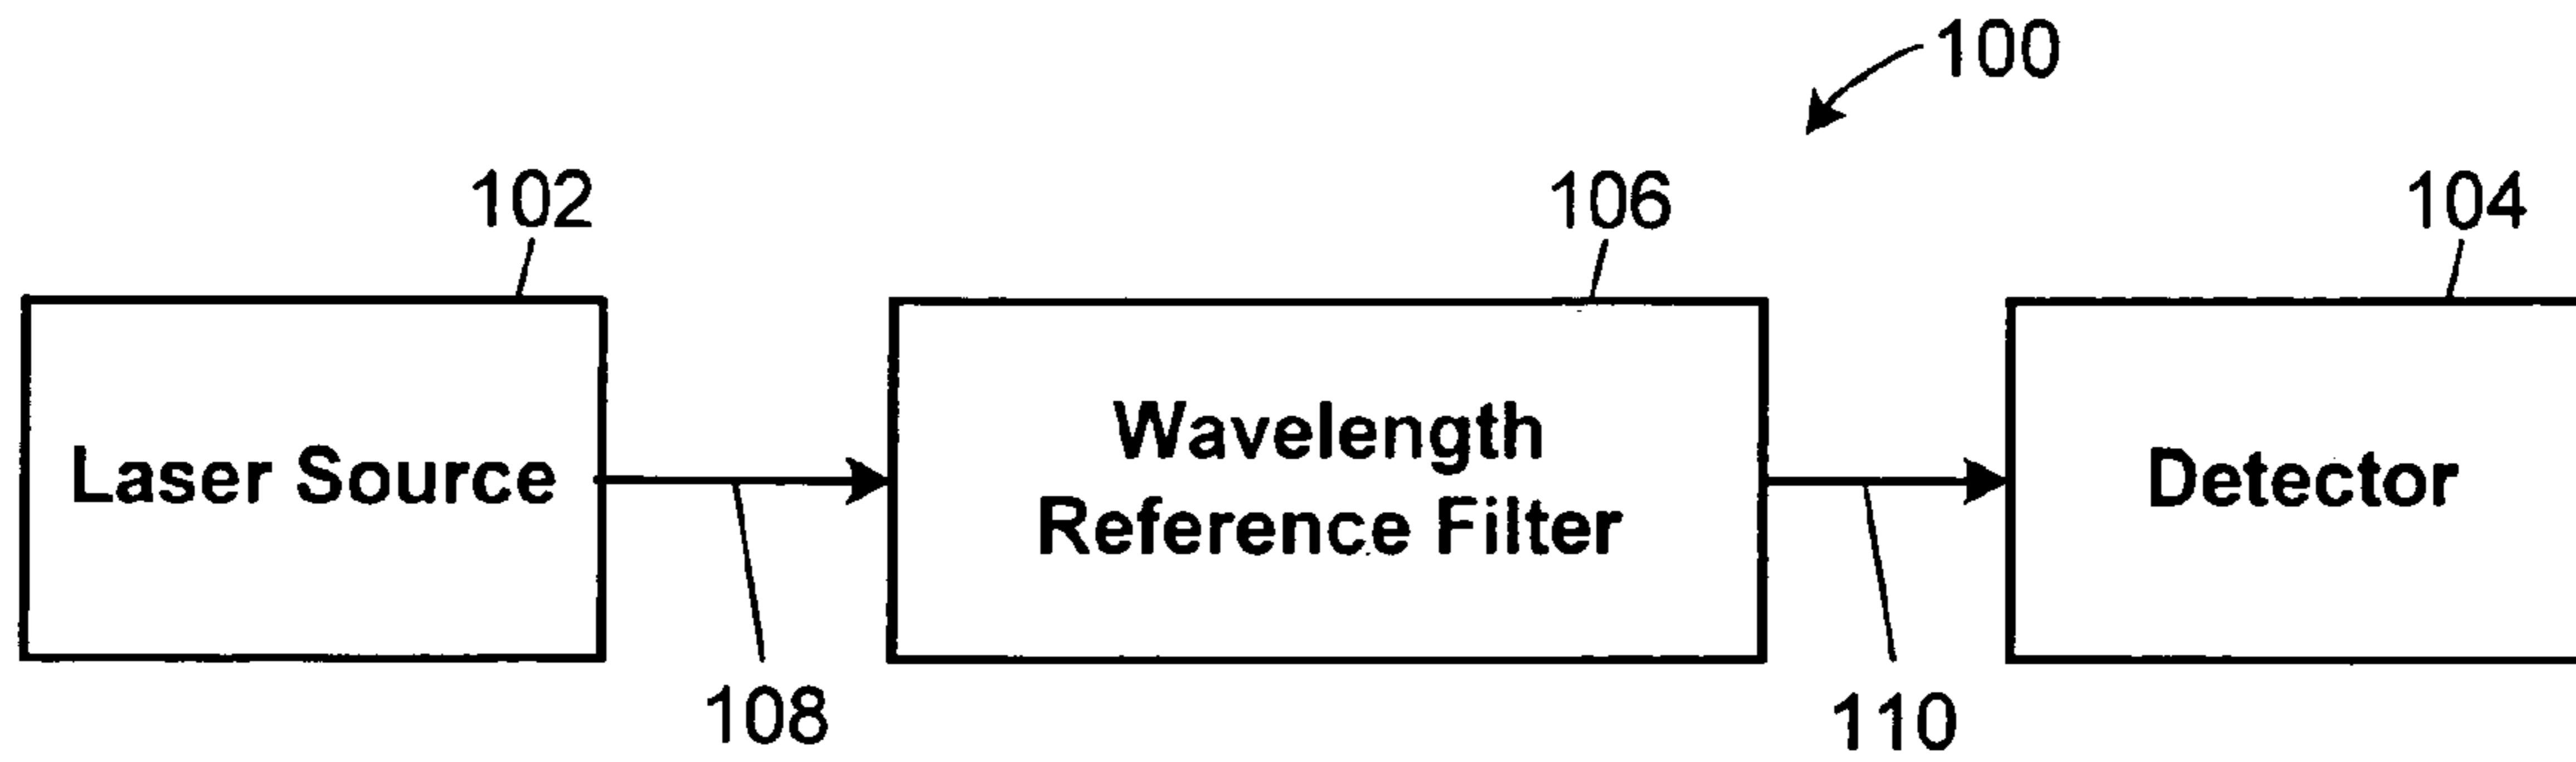 100
102
106
104
Laser Source
Wavelength
Reference Filter
Detector
108
110